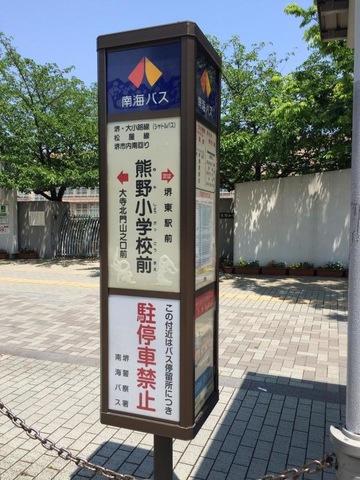 南海バス
堺・大小路線(シャトルバス)
松屋線
堺市内南回り
堺東駅前
熊野小学校前
大寺北門山之口前
この付近はバス停留所につき
駐停車禁止
堺警察署
南海バス